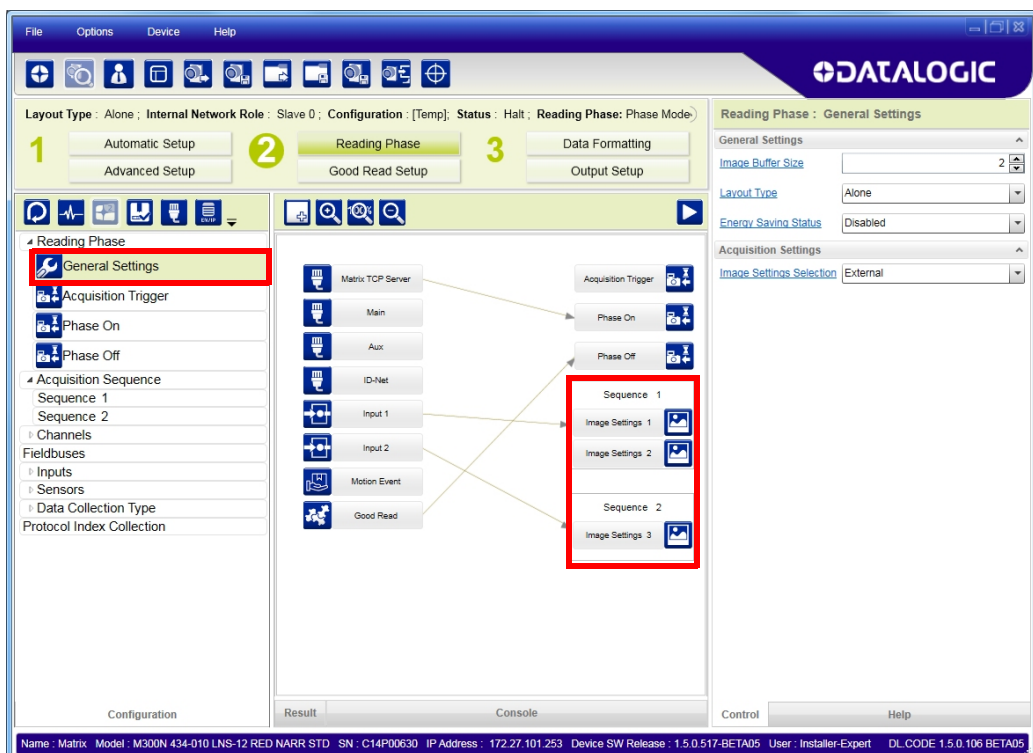 File Options Device Help
DATALOGIC
Layout Type : Alone ; Internal Network Role : Slave 0 ; Configuration : [Temp]; Status : Halt ; Reading Phase: Phase Mode
1 Automatic Setup 2 Reading Phase 3 Data Formatting
Advanced Setup Good Read Setup Output Setup
EN/IP
Reading Phase
General Settings
Acquisition Trigger
Phase On
Phase Off
Acquisition Sequence
Sequence 1
Sequence 2
Channels
Fieldbuses
Inputs
Sensors
Data Collection Type
Protocol Index Collection
Configuration
100%
Matrix TCP Server
Main
Aux
ID-Net
Input 1
Input 2
Motion Event
Good Read
Acquisition Trigger
Phase On
Phase Off
Sequence 1
Image Settings 1
Image Settings 2
Sequence 2
Image Settings 3
Result Console
Reading Phase : General Settings
General Settings
Image Buffer Size 2
Layout Type Alone
Energy Saving Status Disabled
Acquisition Settings
Image Settings Selection External
Control Help
Name : Matrix Model : M300N 434-010 LNS-12 RED NARR STD SN : C14P00630 IP Address : 172.27.101.253 Device SW Release : 1.5.0.517-BETA05 User : Installer-Expert DL.CODE 1.5.0.106 BETA05